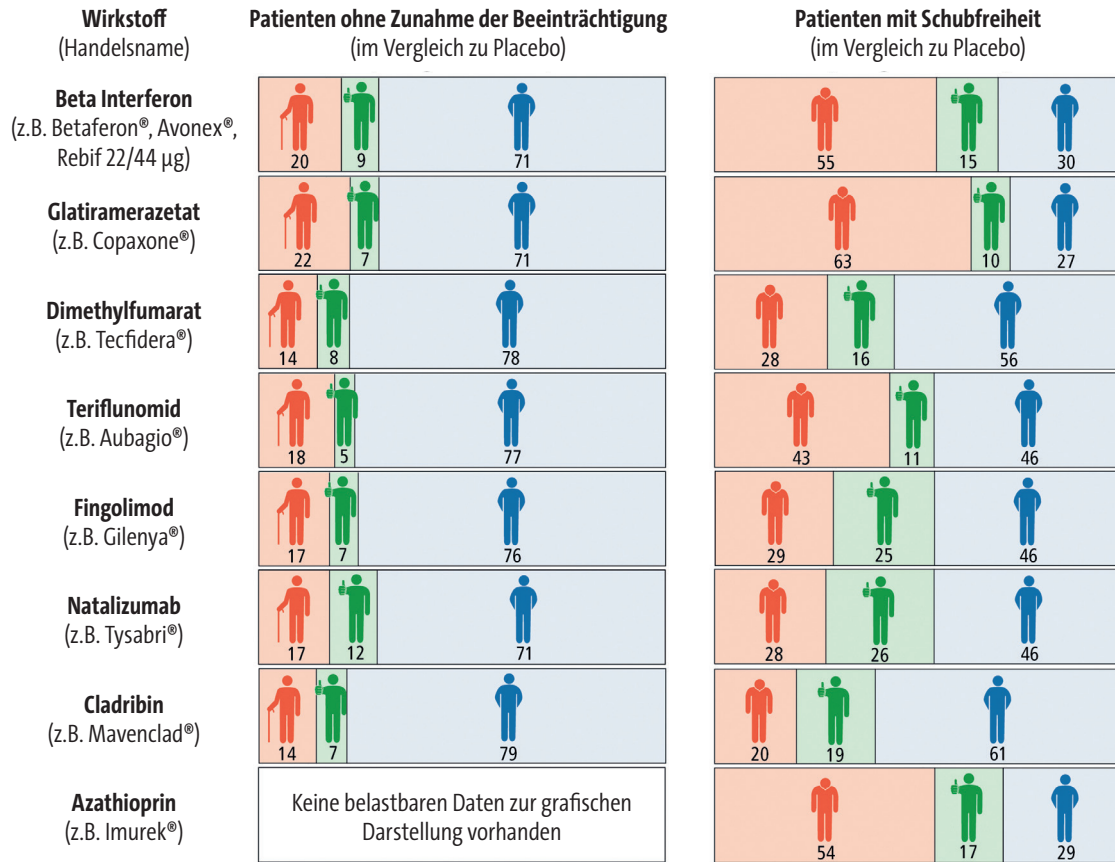 Wirkstoff
(Handelsname)
Patienten ohne Zunahme der Beeinträchtigung
(im Vergleich zu Placebo)
Patienten mit Schubfreiheit
(im Vergleich zu Placebo)
Beta Interferon
(z.B. Betaferon®, Avonex®,
Rebif 22/44 µg)
20 9 71
55 15 30
Glatiramerazetat
(z.B. Copaxone®)
22 7 71
63 10 27
Dimethylfumarat
(z.B. Tecfidera®)
14 8 78
28 16 56
Teriflunomid
(z.B. Aubagio®)
18 5 77
43 11 46
Fingolimod
(z.B. Gilenya®)
17 7 76
29 25 46
Natalizumab
(z.B. Tysabri®)
17 12 71
28 26 46
Cladribin
(z.B. Mavenclad®)
14 7 79
20 19 61
Azathioprin
(z.B. Imurek®)
Keine belastbaren Daten zur grafischen
Darstellung vorhanden
54 17 29